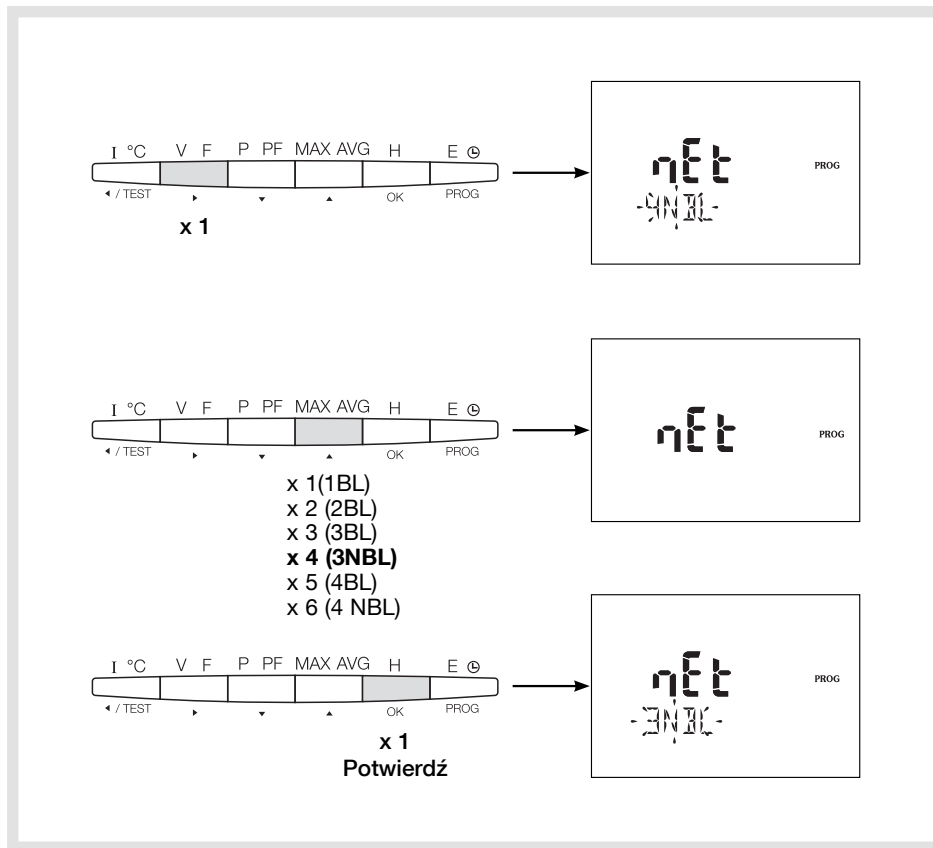 I °C V F P PF MAX AVG H E
/ TEST OK PROG
x 1
nEt PROG
4NBL
I °C V F P PF MAX AVG H E
/ TEST OK PROG
x 1(1BL)
x 2 (2BL)
x 3 (3BL)
x 4 (3NBL)
x 5 (4BL)
x 6 (4 NBL)
nEt PROG
I °C V F P PF MAX AVG H E
/ TEST OK PROG
x 1
Potwierdź
nEt PROG
3NBL